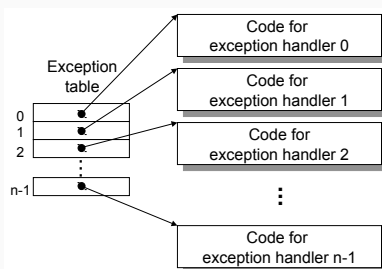 Code for
exception handler 0
Exception
table
Code for
exception handler 1
0
1
2
Code for
exception handler 2
n-1
Code for
exception handler n-1